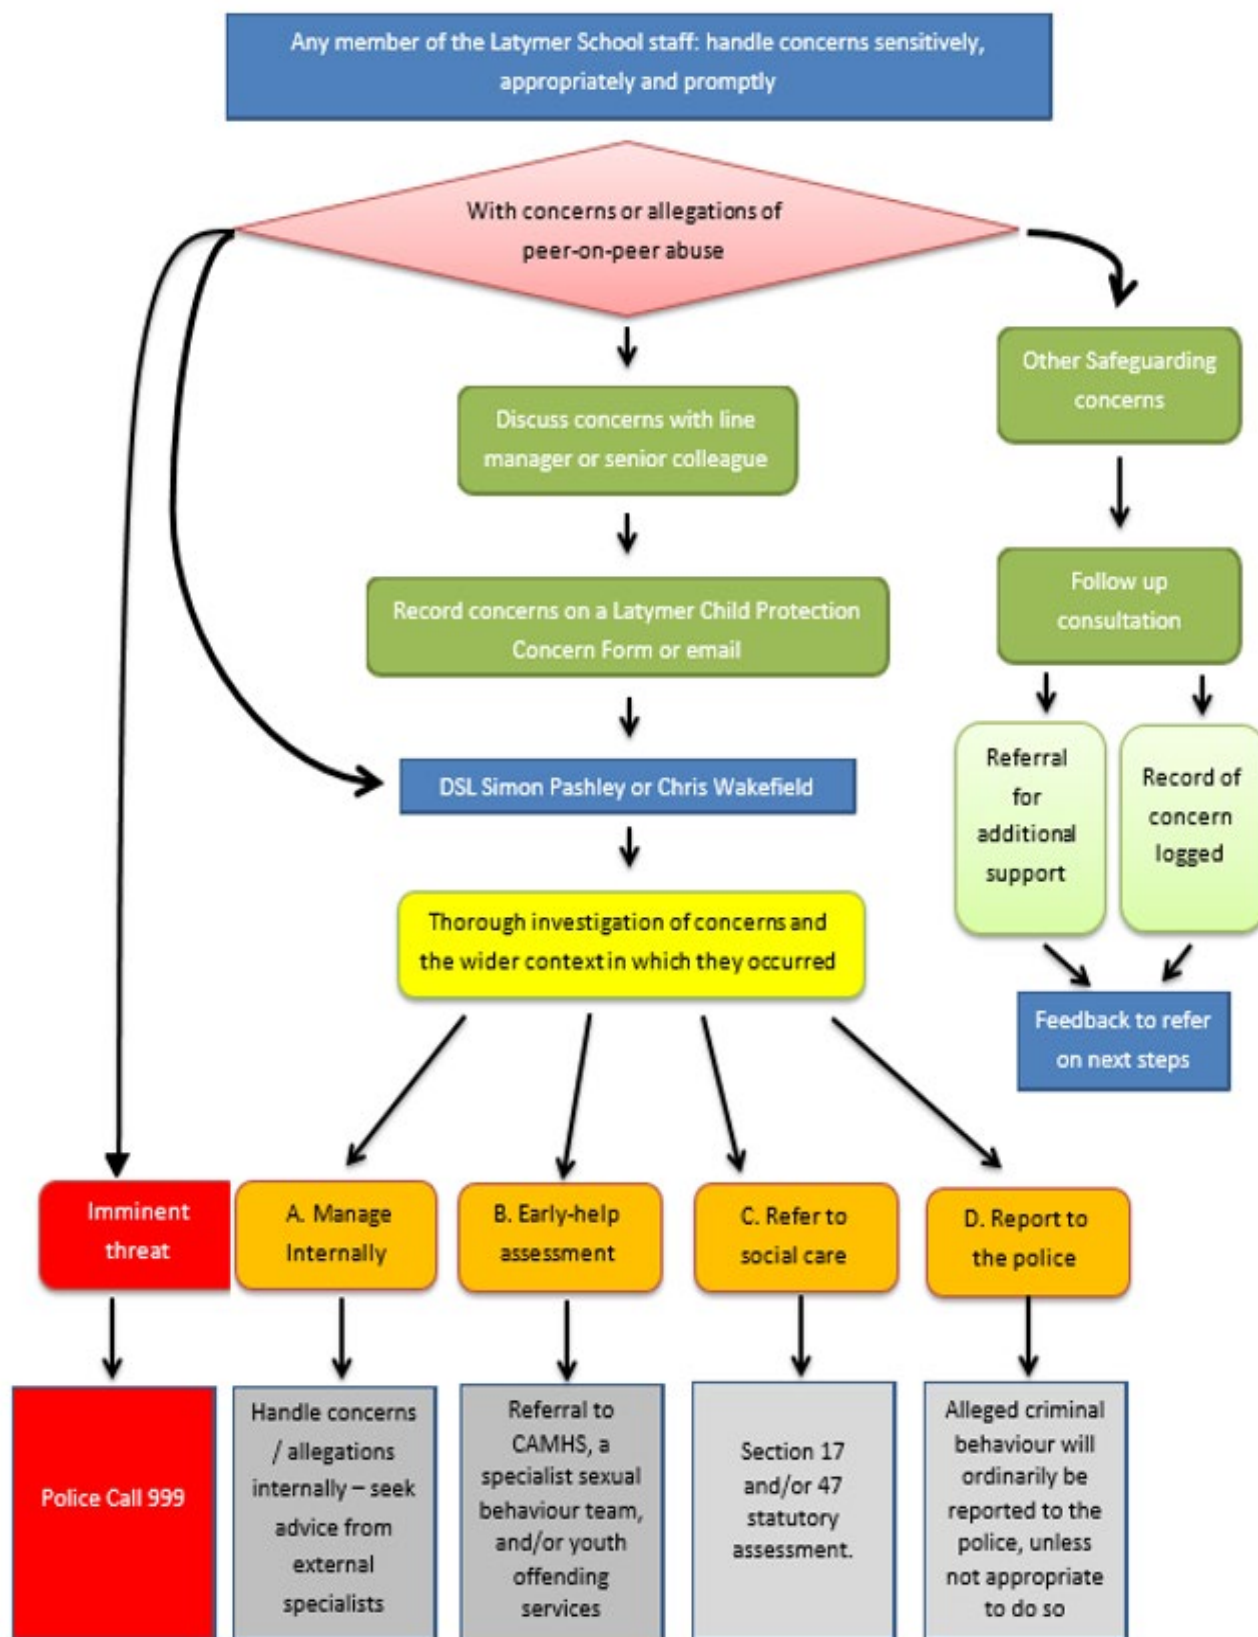 Any member of the Latymer School staff: handle concerns sensitively,
appropriately and promptly
With concerns or allegations of
peer-on-peer abuse
Other Safeguarding
concerns
Discuss concerns with line
manager or senior colleague
Follow up
consultation
Record concerns on a Latymer Child Protection
Concern Form or email
Referral
for
additional
support
Record of
concern
logged
DSL Simon Pashley or Chris Wakefield
Thorough investigation of concerns and
the wider context in which they occurred
Feedback to refer
on next steps
Imminent
threat
A. Manage
Internally
B. Early-help
assessment
C. Refer to
social care
D. Report to
the police
Police Call 999
Handle concerns
/ allegations
internally – seek
advice from
external
specialists
Referral to
CAMHS, a
specialist sexual
behaviour team,
and/or youth
offending
services
Section 17
and/or 47
statutory
assessment.
Alleged criminal
behaviour will
ordinarily be
reported to the
police, unless
not appropriate
to do so